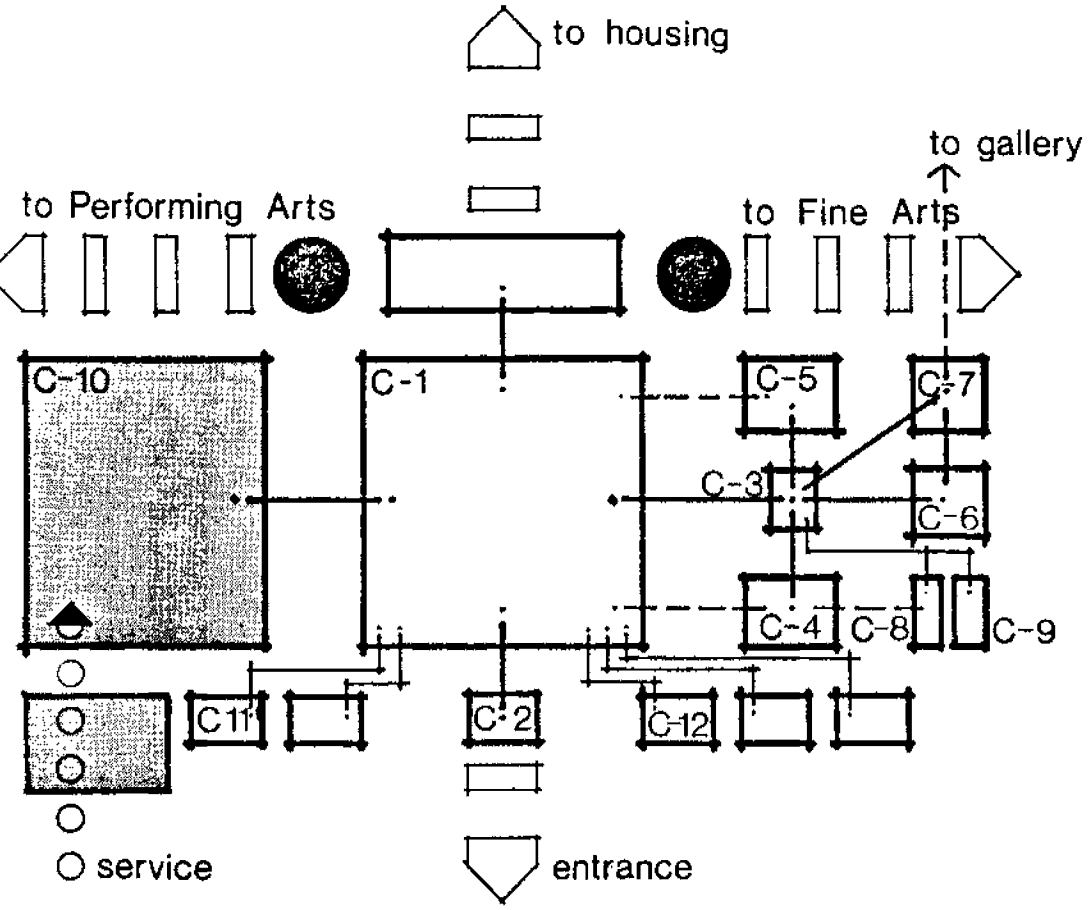 to housing
to gallery
to Performing Arts
to Fine Arts
C-10
C-1
C-5
C-7
C-3
C-6
C-4
C-8
C-9
C11
C-2
C-12
service
entrance